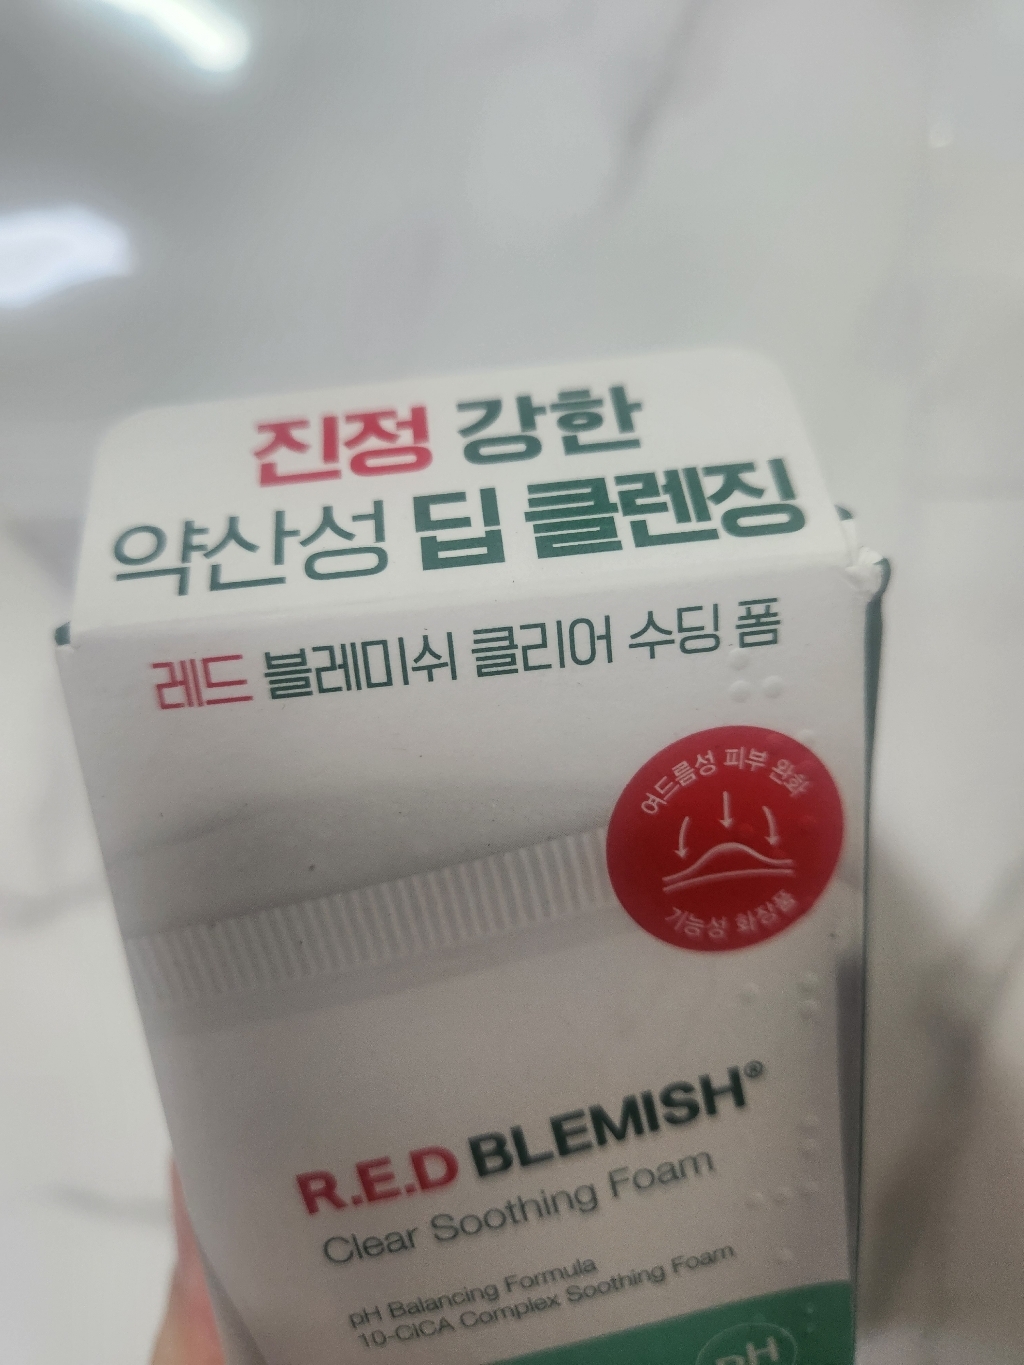 진정 강한
약산성 딥 클렌징
레드 블레미쉬 클리어 수딩 폼
여드름성 피부 완화
기능성 화장품
R.E.D BLEMISH®
Clear Soothing Foam
pH Balancing Formula
10-CICA Complex Soothing Foam
pH